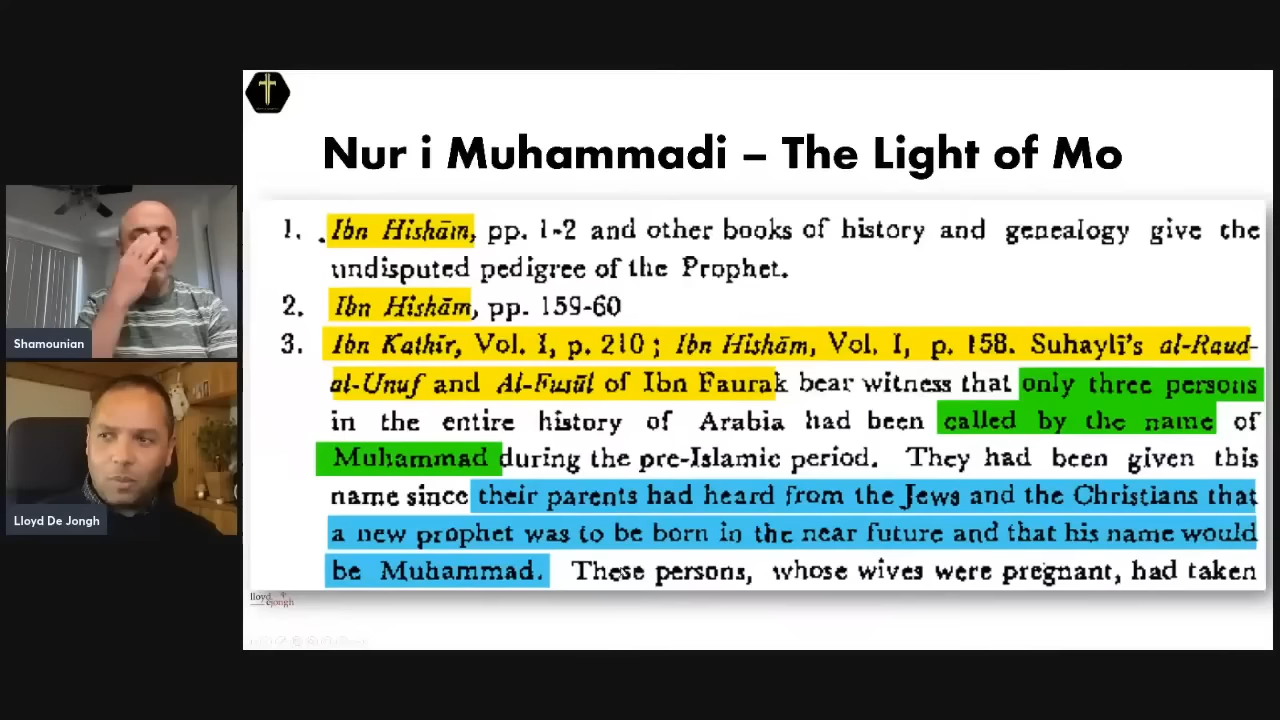 Nur i Muhammadi – The Light of Mo
1. Ibn Hishām, pp. 1-2 and other books of history and genealogy give the
undisputed pedigree of the Prophet.
2. Ibn Hishām, pp. 159-60
3. Ibn Kathīr, Vol. I, p. 210 ; Ibn Hishām, Vol. I, p. 158. Suhaylī's al-Raud-
al-Unuf and Al-Fusūl of Ibn Faurak bear witness that only three persons
in the entire history of Arabia had been called by the name of
Muhammad during the pre-Islamic period. They had been given this
name since their parents had heard from the Jews and the Christians that
a new prophet was to be born in the near future and that his name would
be Muhammad. These persons, whose wives were pregnant, had taken
Shamounian
Lloyd De Jongh
lloyd
dejongh